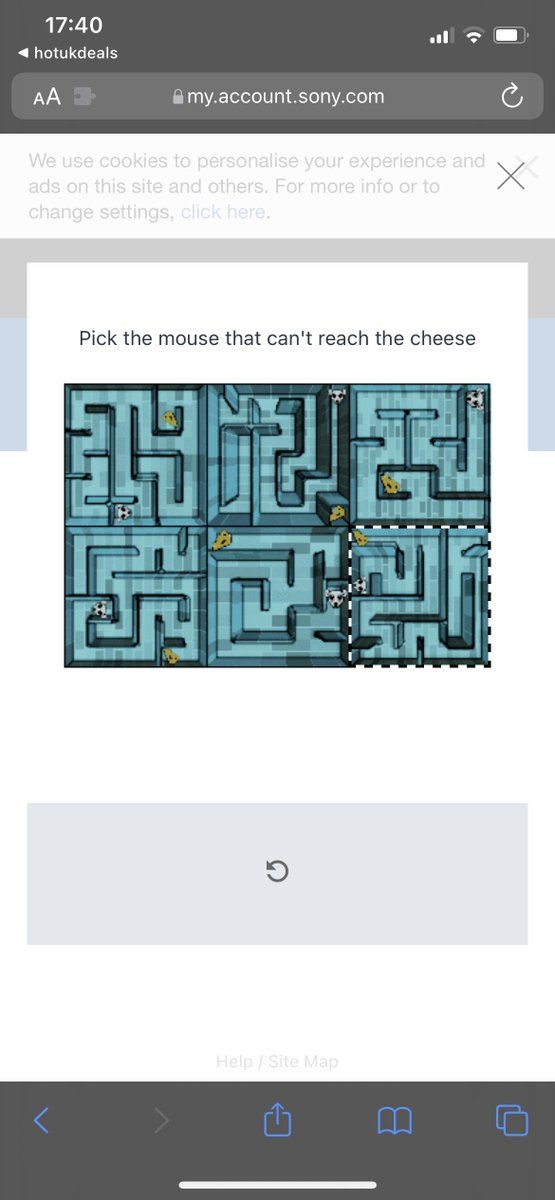 17:40
◀ hotukdeals
AA my.account.sony.com
We use cookies to personalise your experience and
ads on this site and others. For more info or to
change settings, click here.
Pick the mouse that can't reach the cheese
Help / Site Map